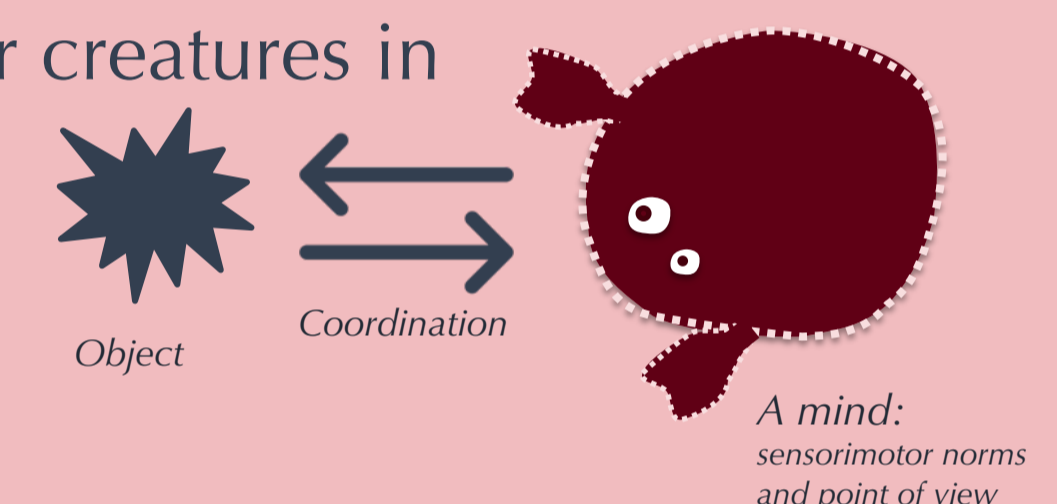 r creatures in
Object
Coordination
A mind:
sensorimotor norms
and point of view